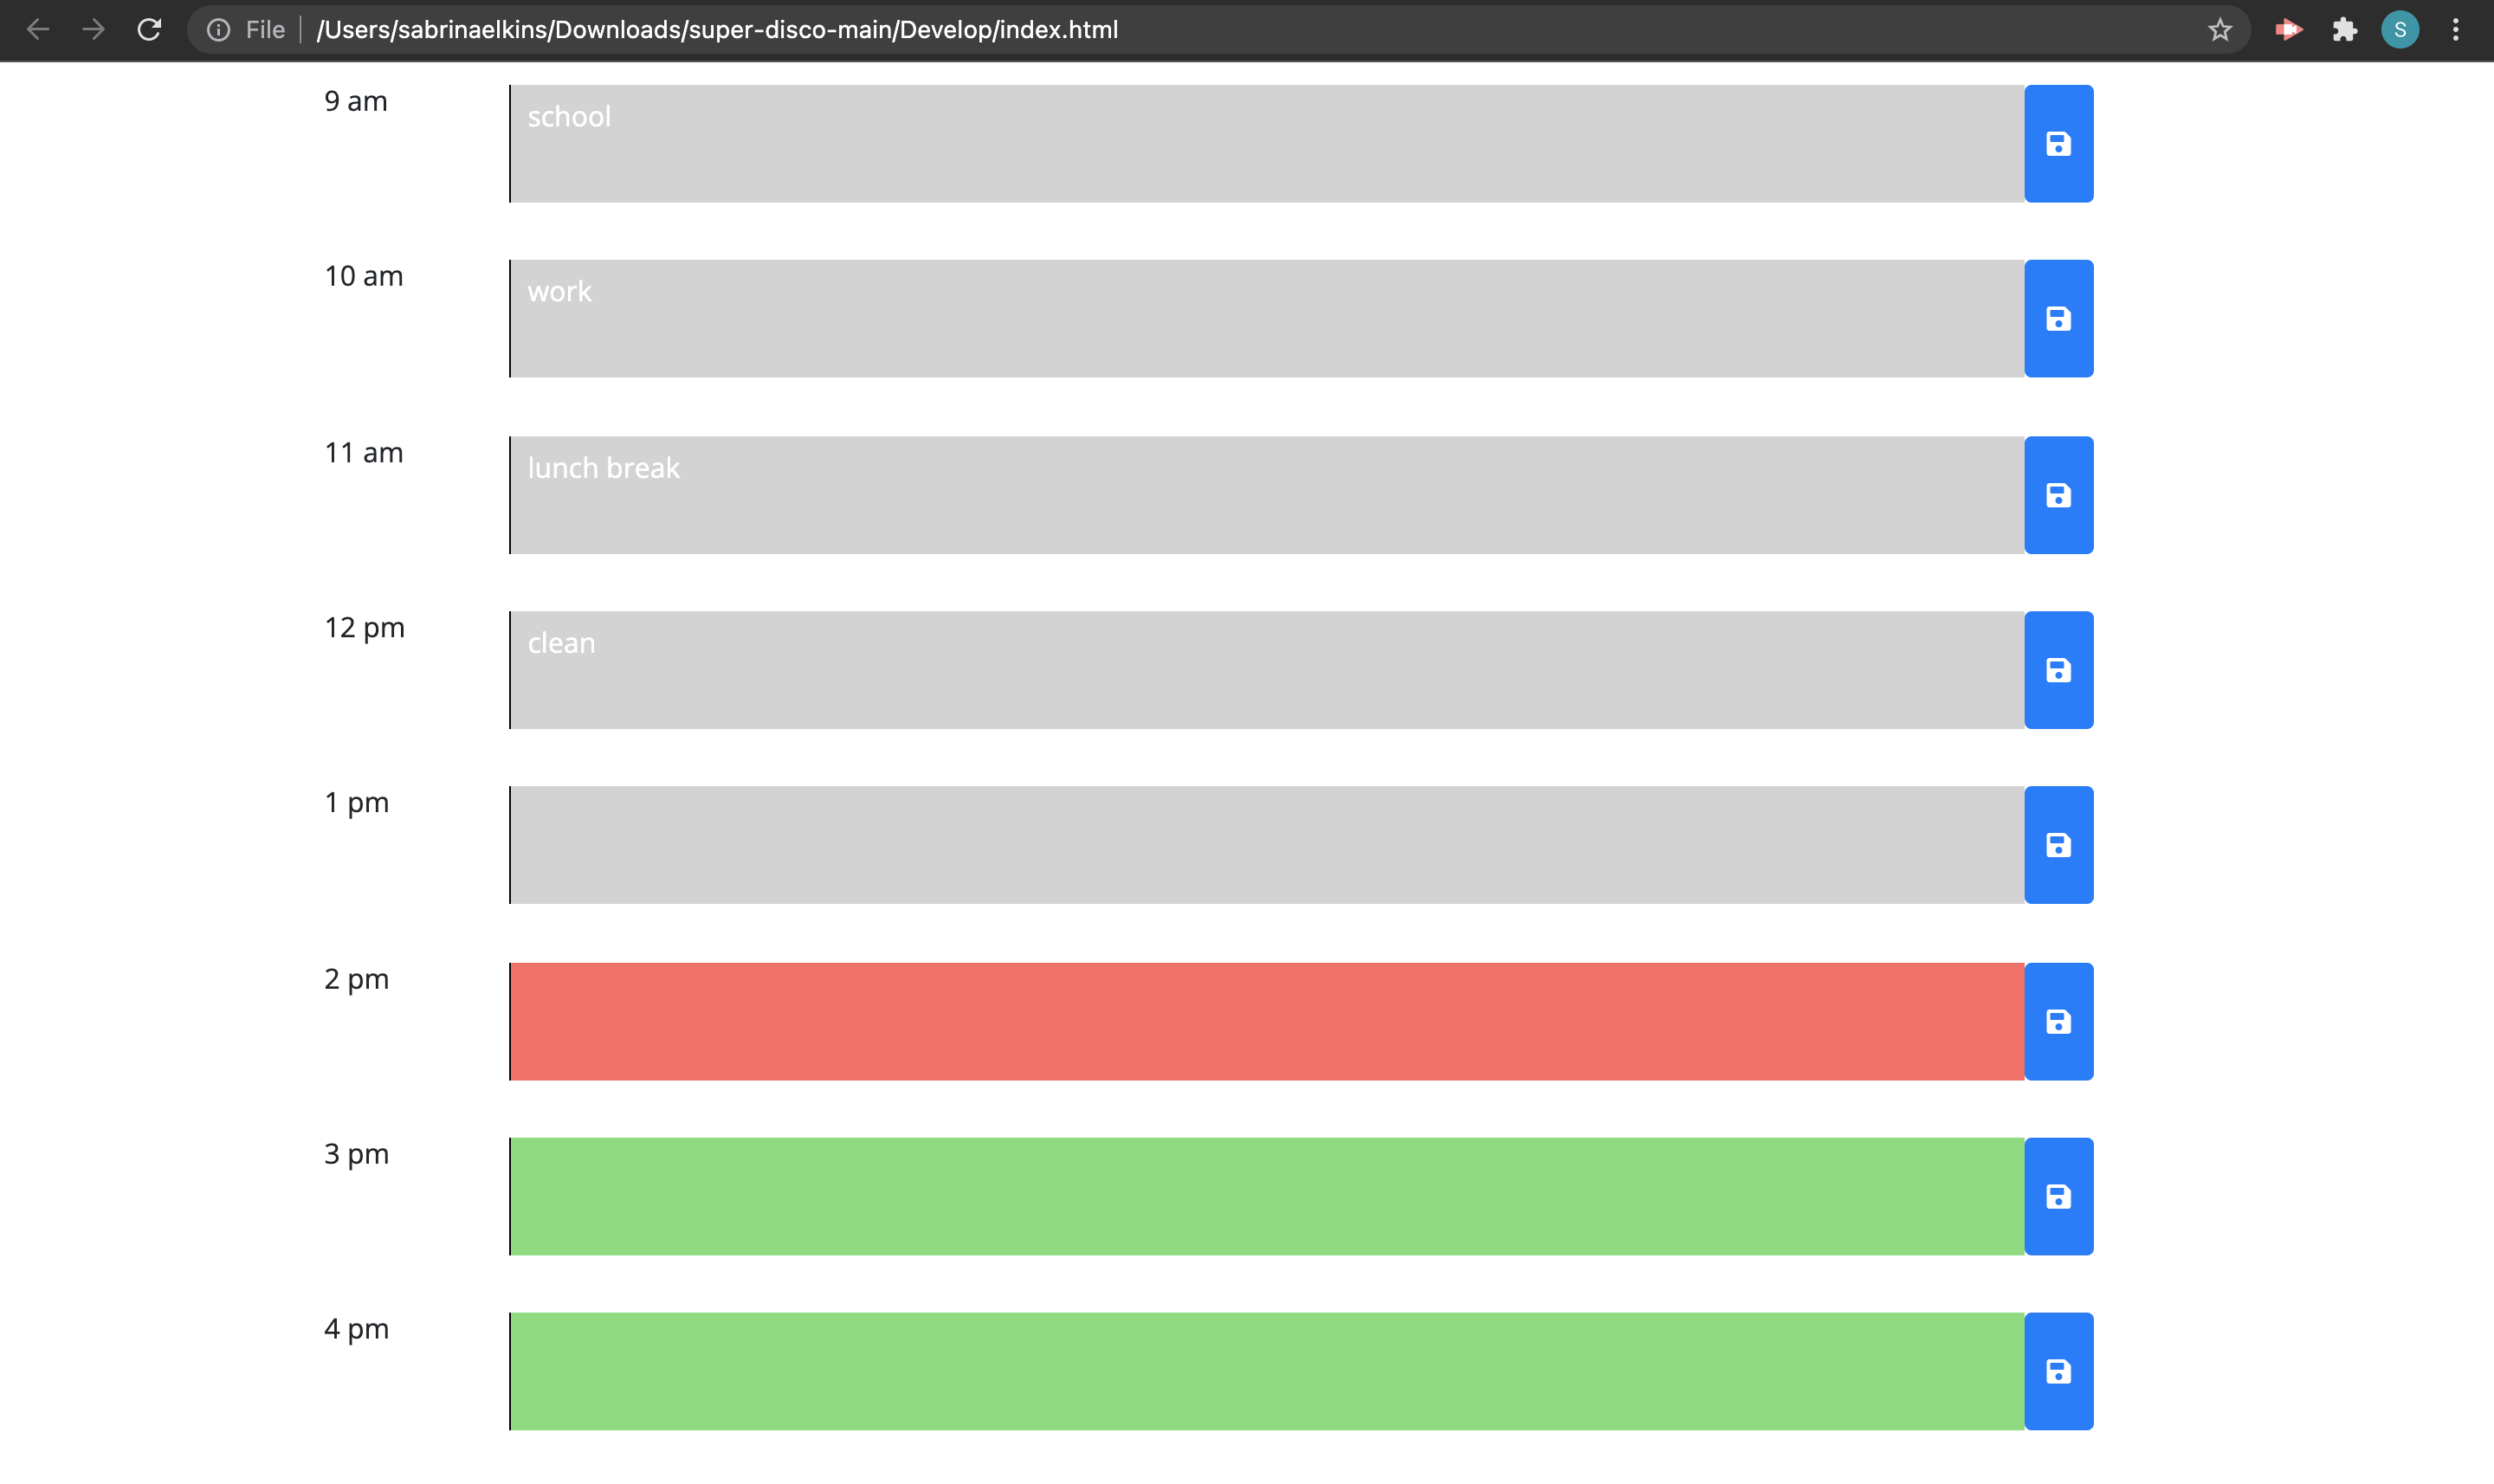 File /Users/sabrinaelkins/Downloads/super-disco-main/Develop/index.html S
9 am school
10 am work
11 am lunch break
12 pm clean
1 pm
2 pm
3 pm
4 pm